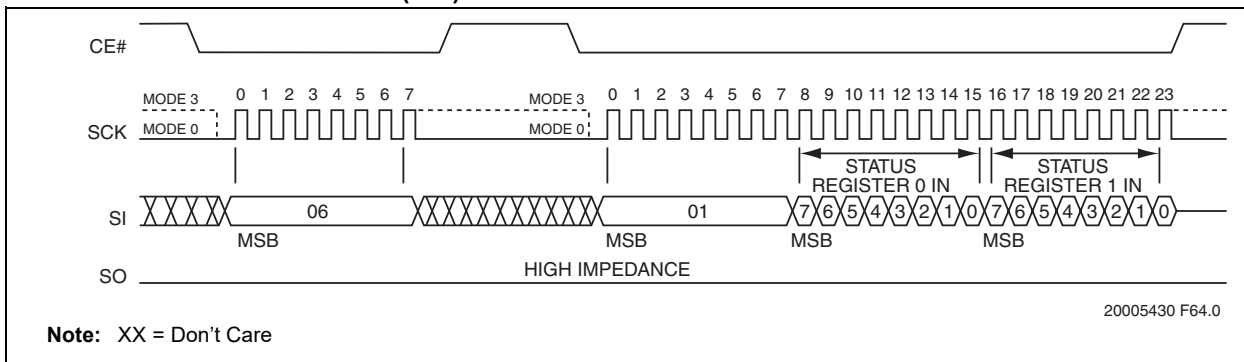 CE#
MODE 3 0 1 2 3 4 5 6 7 MODE 3 0 1 2 3 4 5 6 7 8 9 10 11 12 13 14 15 16 17 18 19 20 21 22 23
SCK MODE 0 MODE 0
STATUS STATUS
REGISTER 0 IN REGISTER 1 IN
SI 06 01 7 6 5 4 3 2 1 0 7 6 5 4 3 2 1 0
MSB MSB MSB MSB
HIGH IMPEDANCE
SO
20005430 F64.0
Note: XX = Don't Care